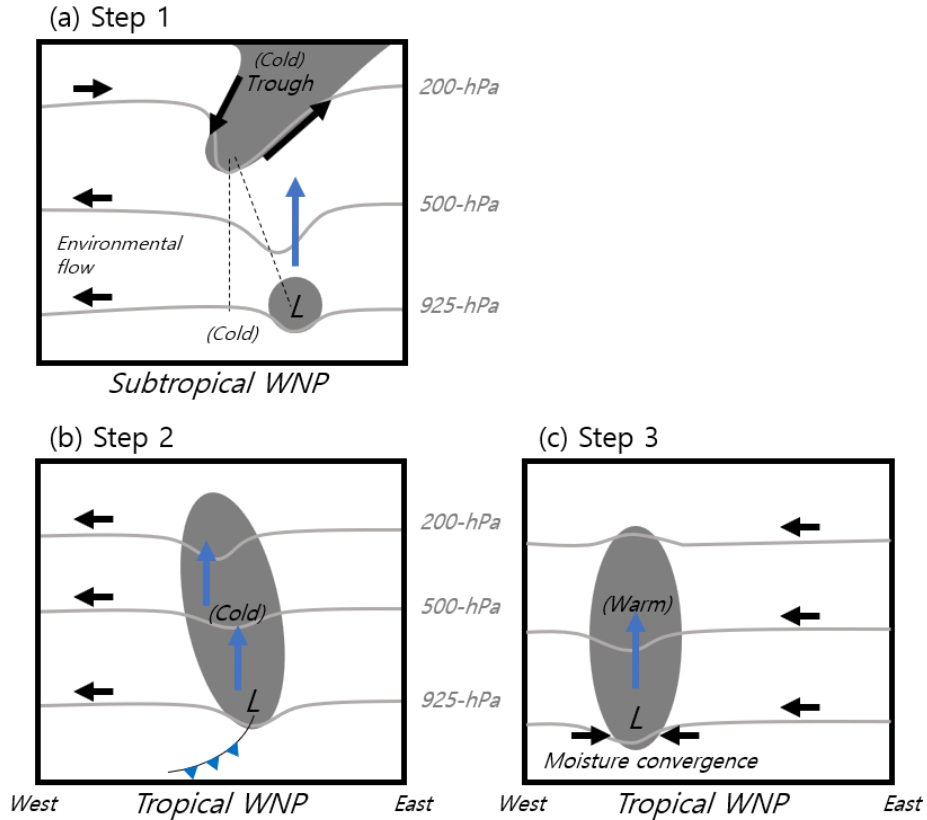 (a) Step 1
(Cold)
Trough
200-hPa
500-hPa
Environmental
flow
L
925-hPa
(Cold)
Subtropical WNP
(b) Step 2
(c) Step 3
200-hPa
(Cold)
500-hPa
(Warm)
L
925-hPa
L
Moisture convergence
West
Tropical WNP
East
West
Tropical WNP
East